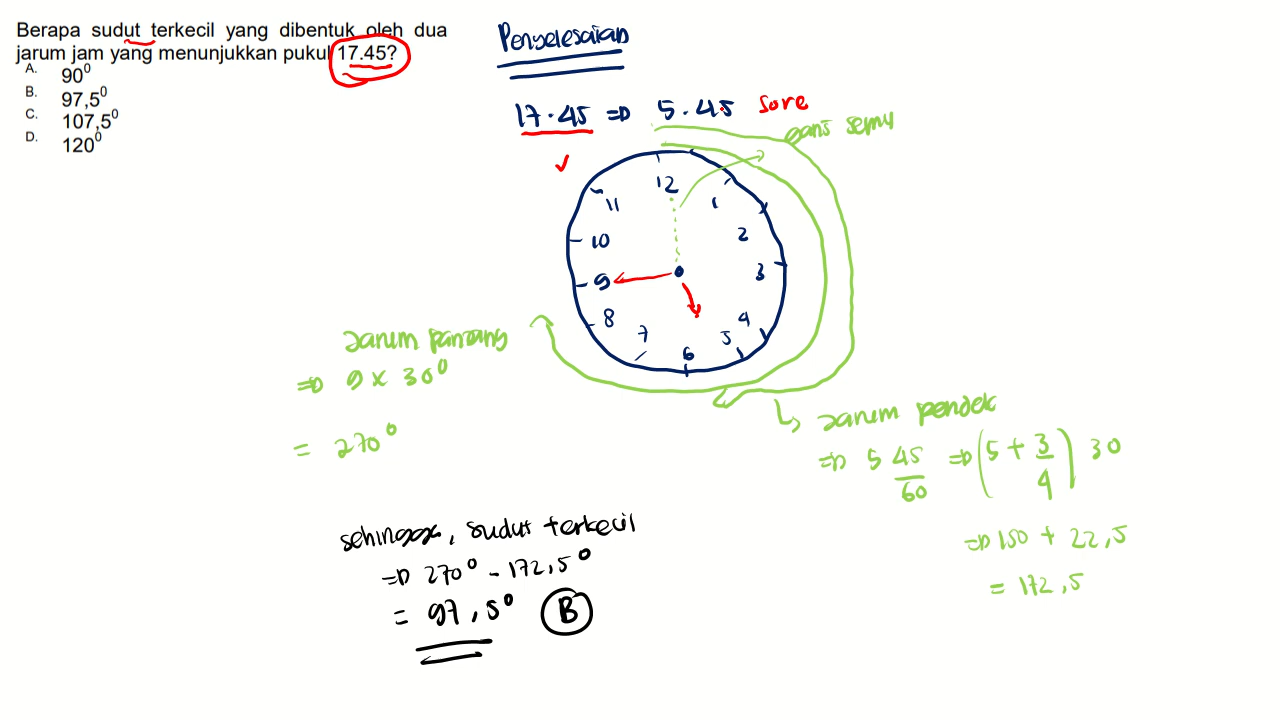 Berapa sudut terkecil yang dibentuk oleh dua
jarum jam yang menunjukkan pukul 17.45?
A. 90⁰
B. 97,5⁰
C. 107,5⁰
D. 120⁰
Penyelesaian
17.45 ⇒ 5.45 sore
garis semu
12
11
1
10
2
9
3
8
4
7
5
6
Jarum panjang
⇒ 9 × 30⁰
= 270⁰
Jarum pendek
⇒ 5 45/60 ⇒ (5 + 3/4) 30
⇒ 150 + 22,5
= 172,5
sehingga, sudut terkecil
⇒ 270⁰ - 172,5⁰
= 97,5⁰ B